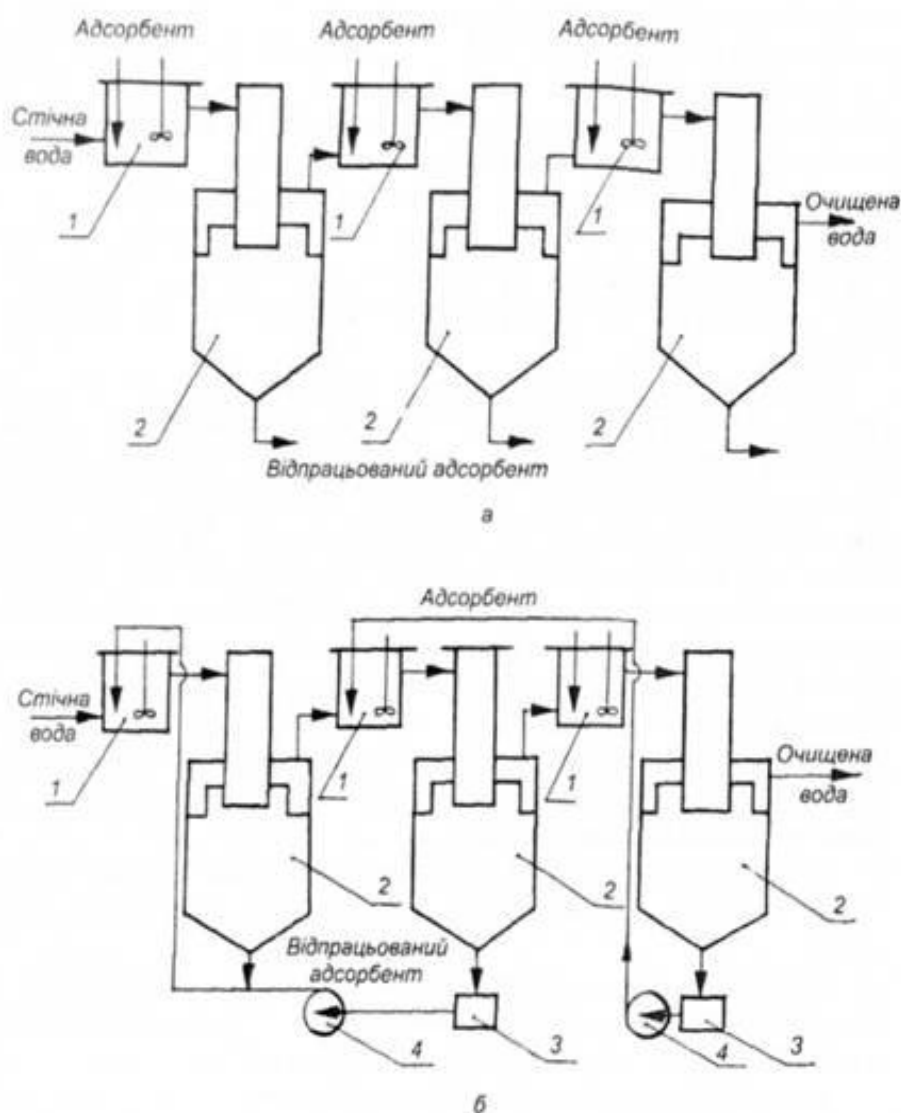 Адсорбент
Адсорбент
Адсорбент
Стічна
вода
1
1
1
Очищена
вода
2
2
2
Відпрацьований адсорбент
а
Адсорбент
Стічна
вода
1
1
1
Очищена
вода
2
2
2
Відпрацьований
адсорбент
4
3
4
3
б